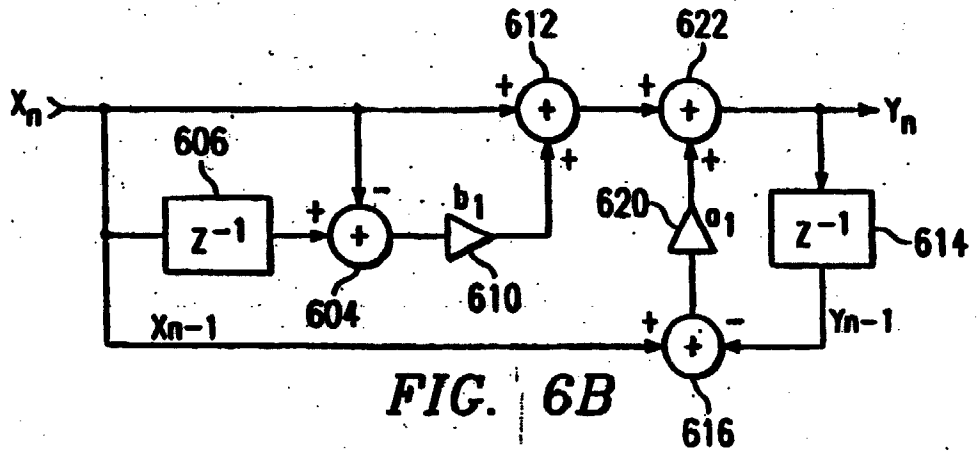 612
622
Xn
+
+
+
+
Yn
606
-
+
+
b1
620
a1
z-1
+
+
z-1
614
604
610
Xn-1
+
-
Yn-1
+
FIG. 6B
616